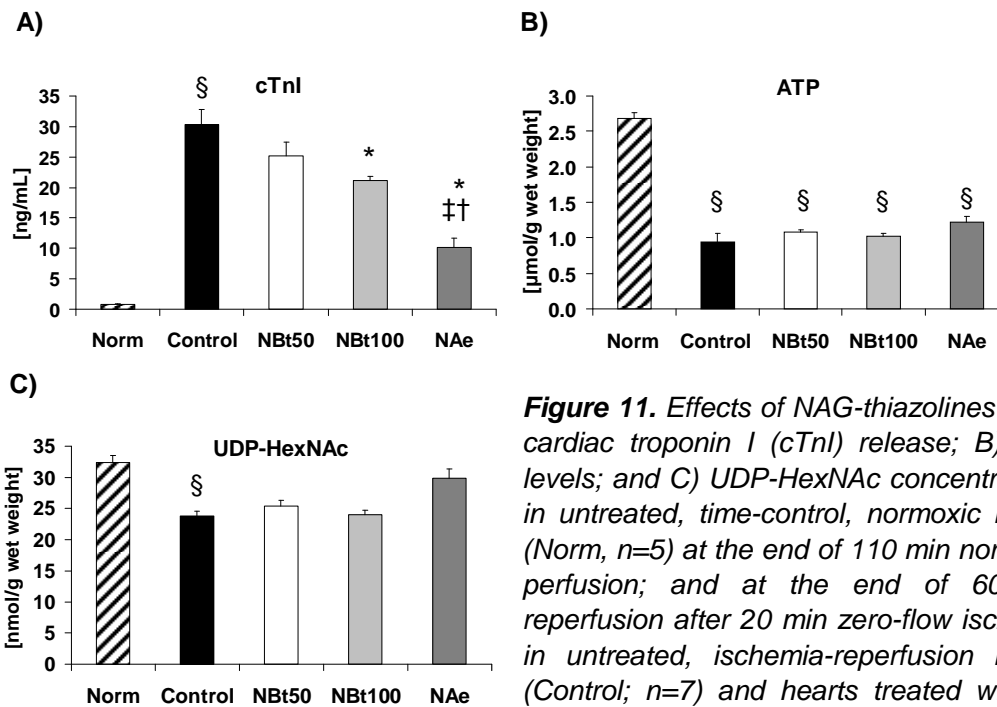 A)
cTnI
§
*
*
‡†
[ng/mL]
35
30
25
20
15
10
5
0
Norm Control NBt50 NBt100 NAe
B)
ATP
§ § § §
[µmol/g wet weight]
3.0
2.5
2.0
1.5
1.0
0.5
0.0
Norm Control NBt50 NBt100 NAe
C)
UDP-HexNAc
§
[nmol/g wet weight]
35
30
25
20
15
10
5
0
Norm Control NBt50 NBt100 NAe
Figure 11. Effects of NAG-thiazolines
cardiac troponin I (cTnI) release; B)
levels; and C) UDP-HexNAc concentr
in untreated, time-control, normoxic
(Norm, n=5) at the end of 110 min nor
perfusion; and at the end of 60
reperfusion after 20 min zero-flow isc
in untreated, ischemia-reperfusion
(Control; n=7) and hearts treated w